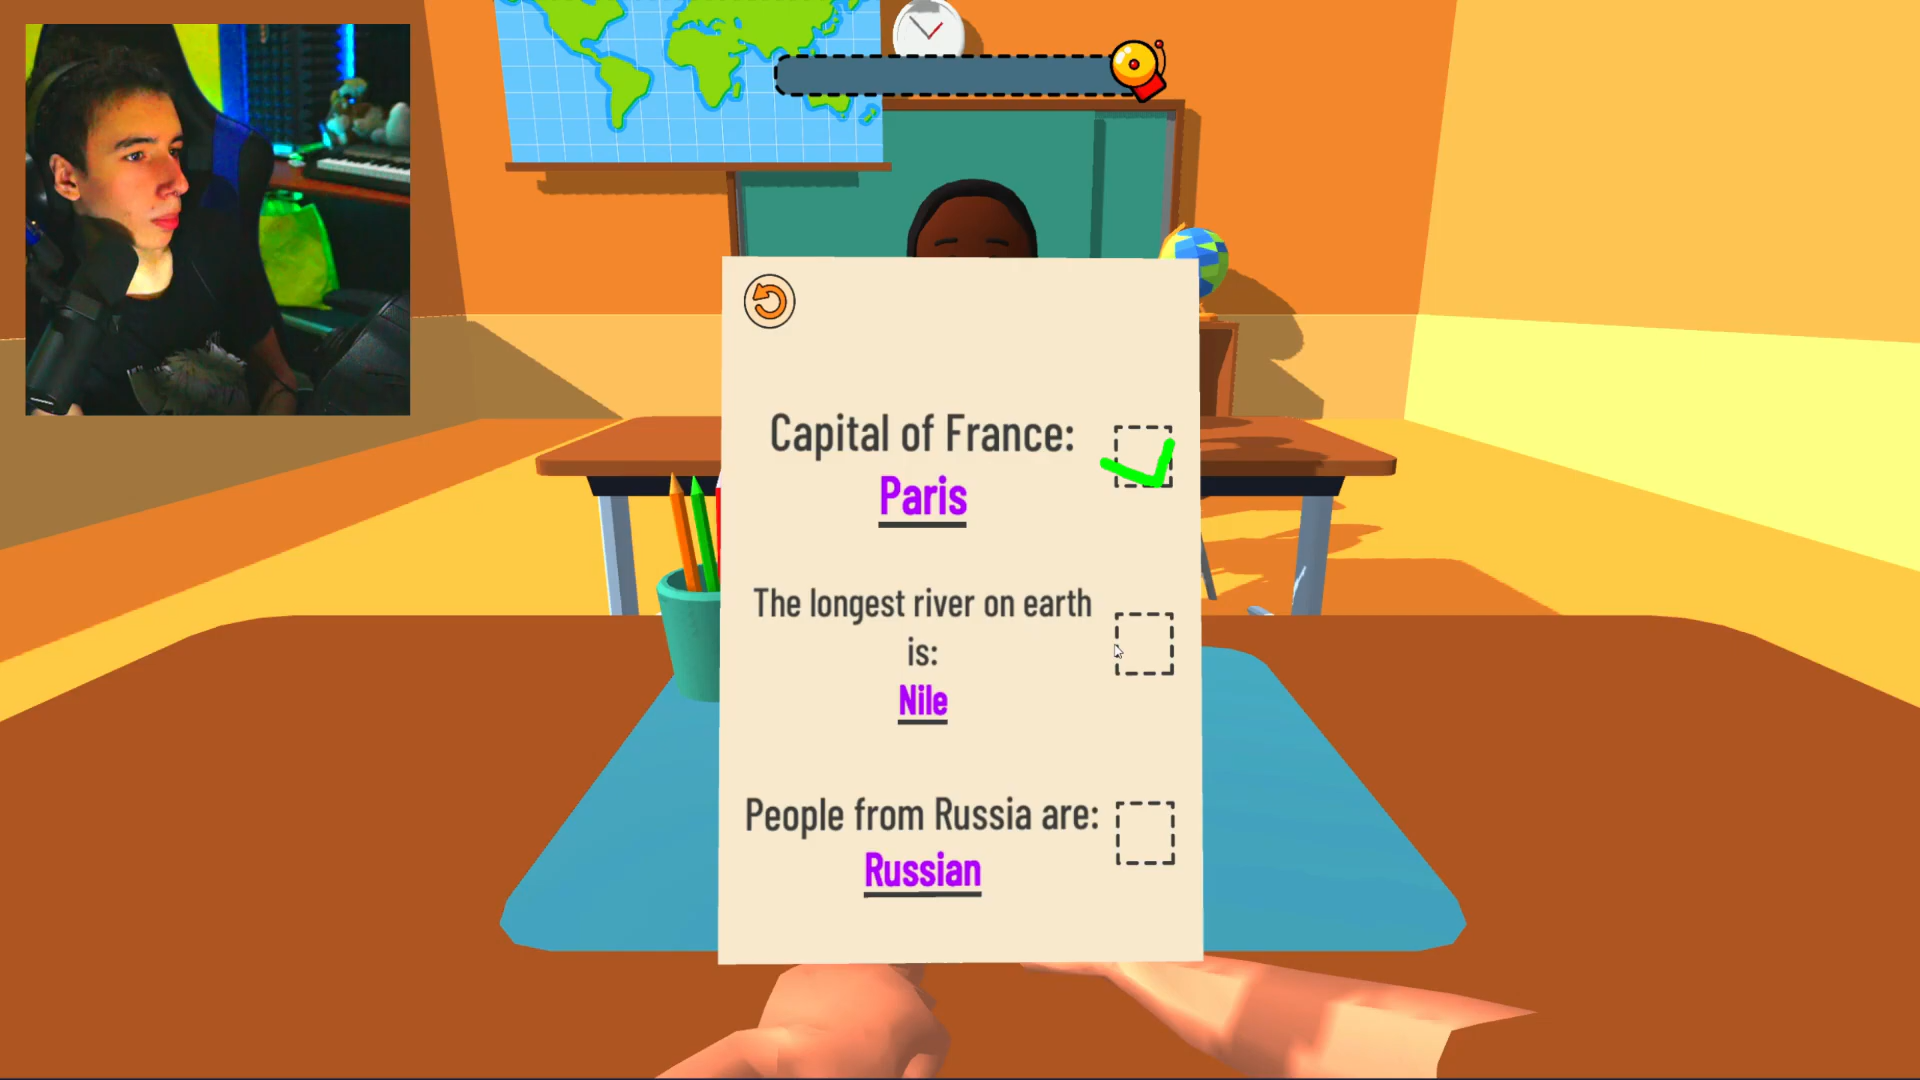 Capital of France:
Paris
The longest river on earth
is:
Nile
People from Russia are:
Russian